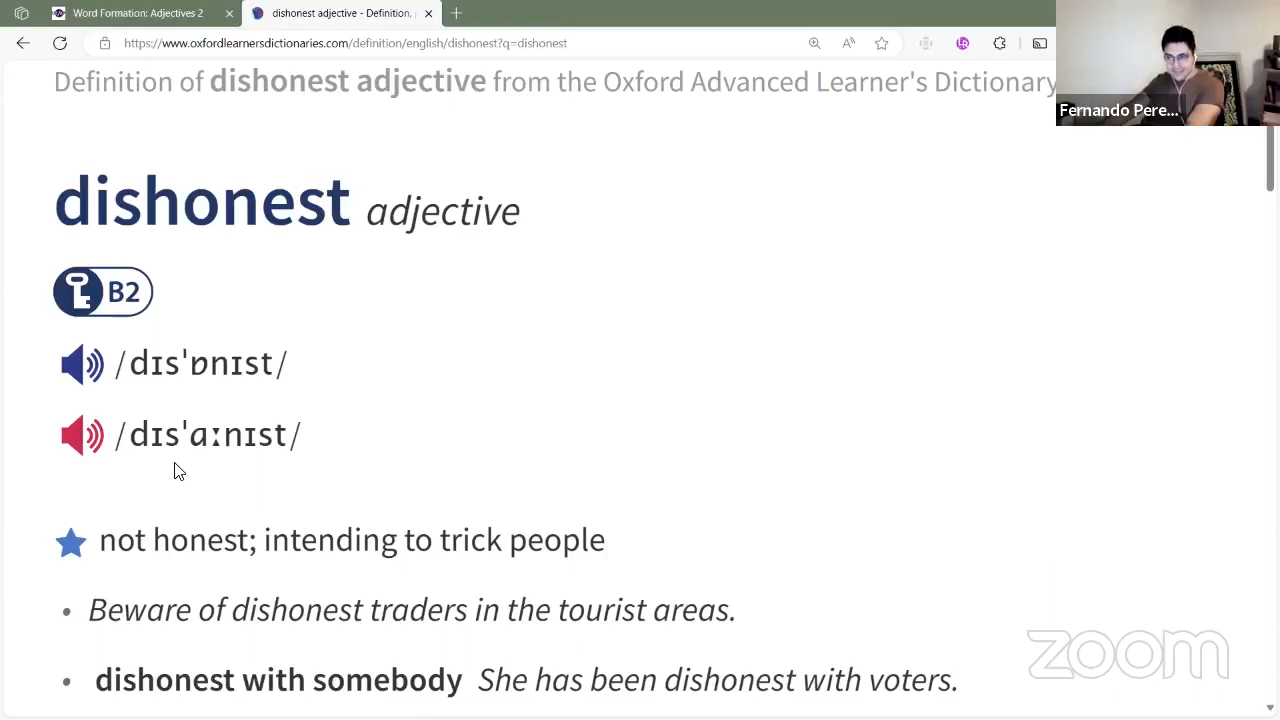 Word Formation: Adjectives 2
dishonest adjective - Definition,
https://www.oxfordlearnersdictionaries.com/definition/english/dishonest?q=dishonest
Definition of dishonest adjective from the Oxford Advanced Learner's Dictionary
Fernando Pere...
dishonest adjective
B2
/dɪsˈɒnɪst/
/dɪsˈɑːnɪst/
not honest; intending to trick people
• Beware of dishonest traders in the tourist areas.
• dishonest with somebody She has been dishonest with voters.
zoom